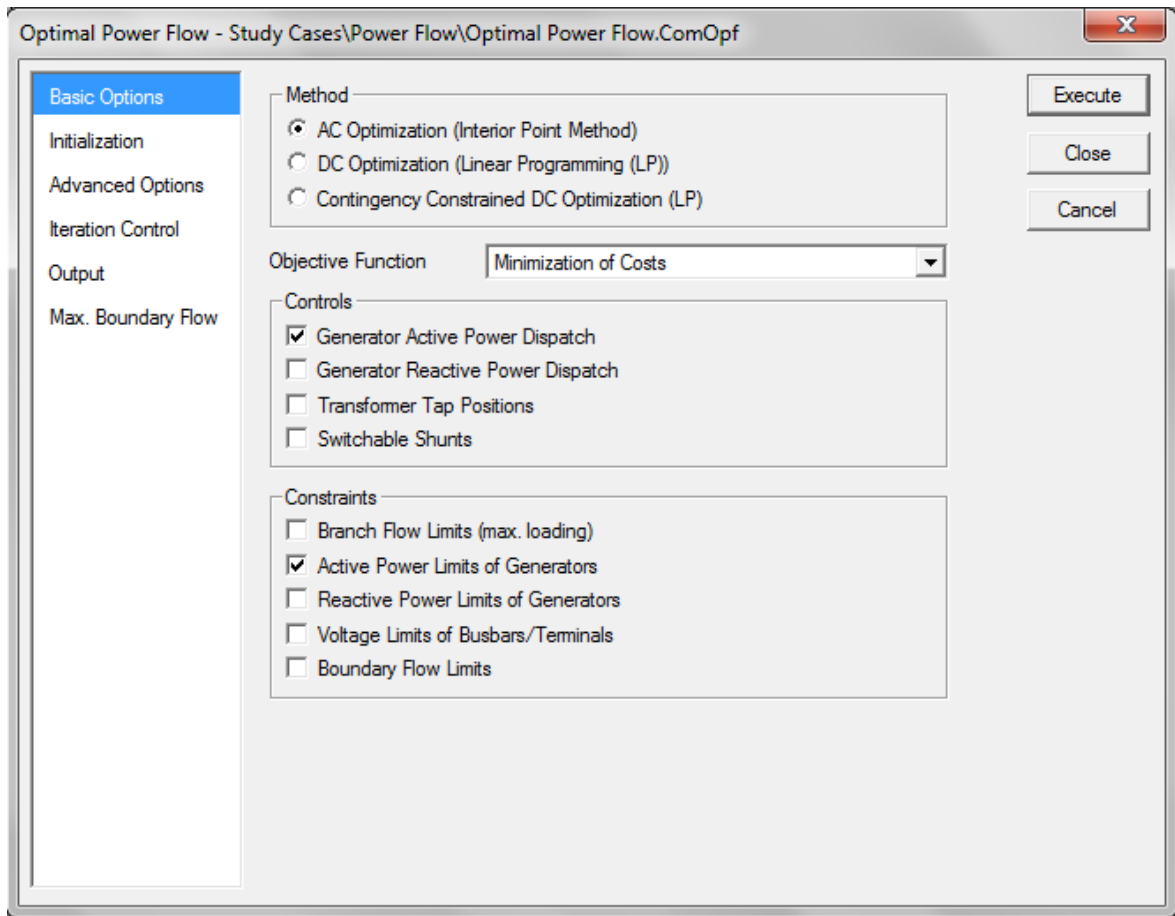 Optimal Power Flow - Study Cases\Power Flow\Optimal Power Flow.ComOpf
Basic Options
Initialization
Advanced Options
Iteration Control
Output
Max. Boundary Flow
Method
AC Optimization (Interior Point Method)
DC Optimization (Linear Programming (LP))
Contingency Constrained DC Optimization (LP)
Objective Function
Minimization of Costs
Controls
Generator Active Power Dispatch
Generator Reactive Power Dispatch
Transformer Tap Positions
Switchable Shunts
Constraints
Branch Flow Limits (max. loading)
Active Power Limits of Generators
Reactive Power Limits of Generators
Voltage Limits of Busbars/Terminals
Boundary Flow Limits
Execute
Close
Cancel